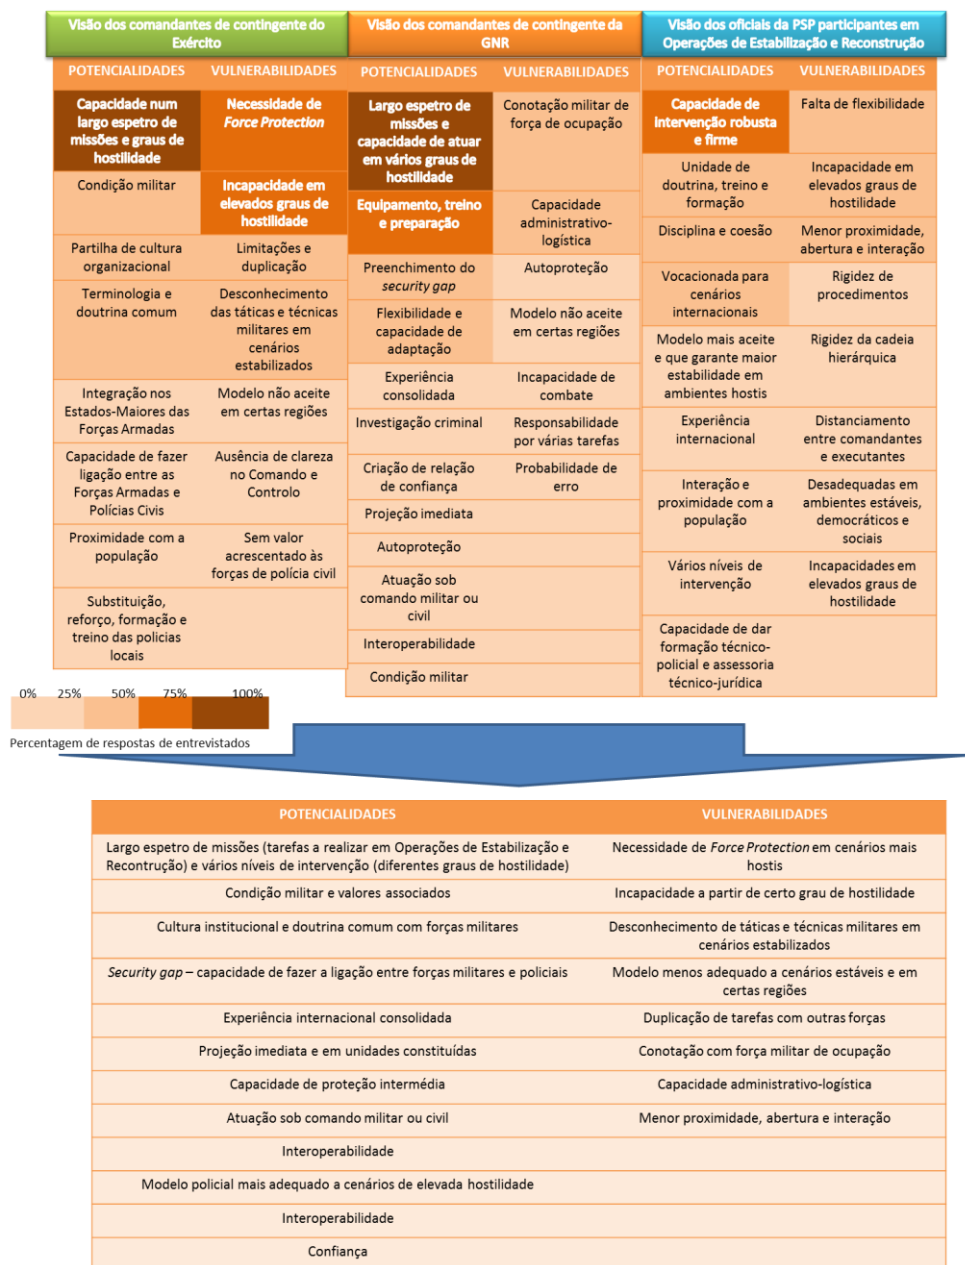 Visão dos comandantes de contingente do
Exército
POTENCIALIDADES
VULNERABILIDADES
Capacidade num
largo espetro de
missões e graus de
hostilidade
Necessidade de
Force Protection
Condição militar
Incapacidade em
elevados graus de
hostilidade
Partilha de cultura
organizacional
Limitações e
duplicação
Terminologia e
doutrina comum
Desconhecimento
das táticas e técnicas
militares em
cenários
estabilizados
Integração nos
Estados-Maiores das
Forças Armadas
Modelo não aceite
em certas regiões
Capacidade de fazer
ligação entre as
Forças Armadas e
Polícias Civis
Ausência de clareza
no Comando e
Controlo
Proximidade com a
população
Sem valor
acrescentado às
forças de polícia civil
Substituição,
reforço, formação e
treino das policias
locais
Visão dos comandantes de contingente da
GNR
POTENCIALIDADES
VULNERABILIDADES
Largo espetro de
missões e
capacidade de atuar
em vários graus de
hostilidade
Conotação militar de
força de ocupação
Equipamento, treino
e preparação
Capacidade
administrativo-
logística
Preenchimento do
security gap
Autoproteção
Flexibilidade e
capacidade de
adaptação
Modelo não aceite
em certas regiões
Experiência
consolidada
Incapacidade de
combate
Investigação criminal
Responsabilidade
por várias tarefas
Criação de relação
de confiança
Probabilidade de
erro
Projeção imediata
Autoproteção
Atuação sob
comando militar ou
civil
Interoperabilidade
Condição militar
Visão dos oficiais da PSP participantes em
Operações de Estabilização e Reconstrução
POTENCIALIDADES
VULNERABILIDADES
Capacidade de
intervenção robusta
e firme
Falta de flexibilidade
Unidade de
doutrina, treino e
formação
Incapacidade em
elevados graus de
hostilidade
Disciplina e coesão
Menor proximidade,
abertura e interação
Vocacionada para
cenários
internacionais
Rigidez de
procedimentos
Modelo mais aceite
e que garante maior
estabilidade em
ambientes hostis
Rigidez da cadeia
hierárquica
Experiência
internacional
Distanciamento
entre comandantes
e executantes
Interação e
proximidade com a
população
Desadequadas em
ambientes estáveis,
democráticos e
sociais
Vários níveis de
intervenção
Incapacidades em
elevados graus de
hostilidade
Capacidade de dar
formação técnico-
policial e assessoria
técnico-jurídica
0% 25% 50% 75% 100%
Percentagem de respostas de entrevistados
POTENCIALIDADES
VULNERABILIDADES
Largo espetro de missões (tarefas a realizar em Operações de Estabilização e
Recontrução) e vários níveis de intervenção (diferentes graus de hostilidade)
Necessidade de Force Protection em cenários mais
hostis
Condição militar e valores associados
Incapacidade a partir de certo grau de hostilidade
Cultura institucional e doutrina comum com forças militares
Desconhecimento de táticas e técnicas militares em
cenários estabilizados
Security gap – capacidade de fazer a ligação entre forças militares e policiais
Modelo menos adequado a cenários estáveis e em
certas regiões
Experiência internacional consolidada
Duplicação de tarefas com outras forças
Projeção imediata e em unidades constituídas
Conotação com força militar de ocupação
Capacidade de proteção intermédia
Capacidade administrativo-logística
Atuação sob comando militar ou civil
Menor proximidade, abertura e interação
Interoperabilidade
Modelo policial mais adequado a cenários de elevada hostilidade
Interoperabilidade
Confiança